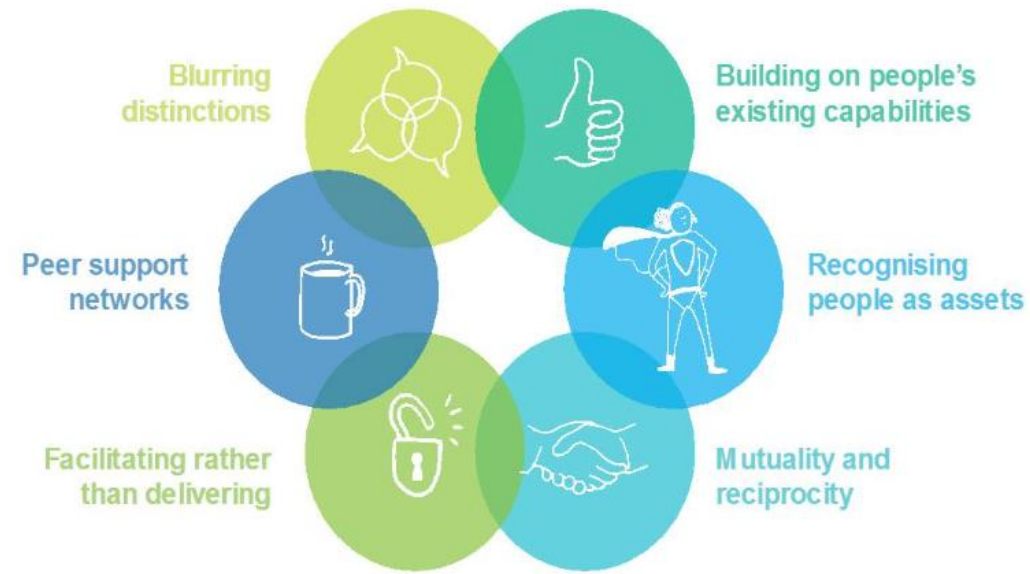 Blurring
distinctions
Building on people's
existing capabilities
Peer support
networks
Recognising
people as assets
Facilitating rather
than delivering
Mutuality and
reciprocity